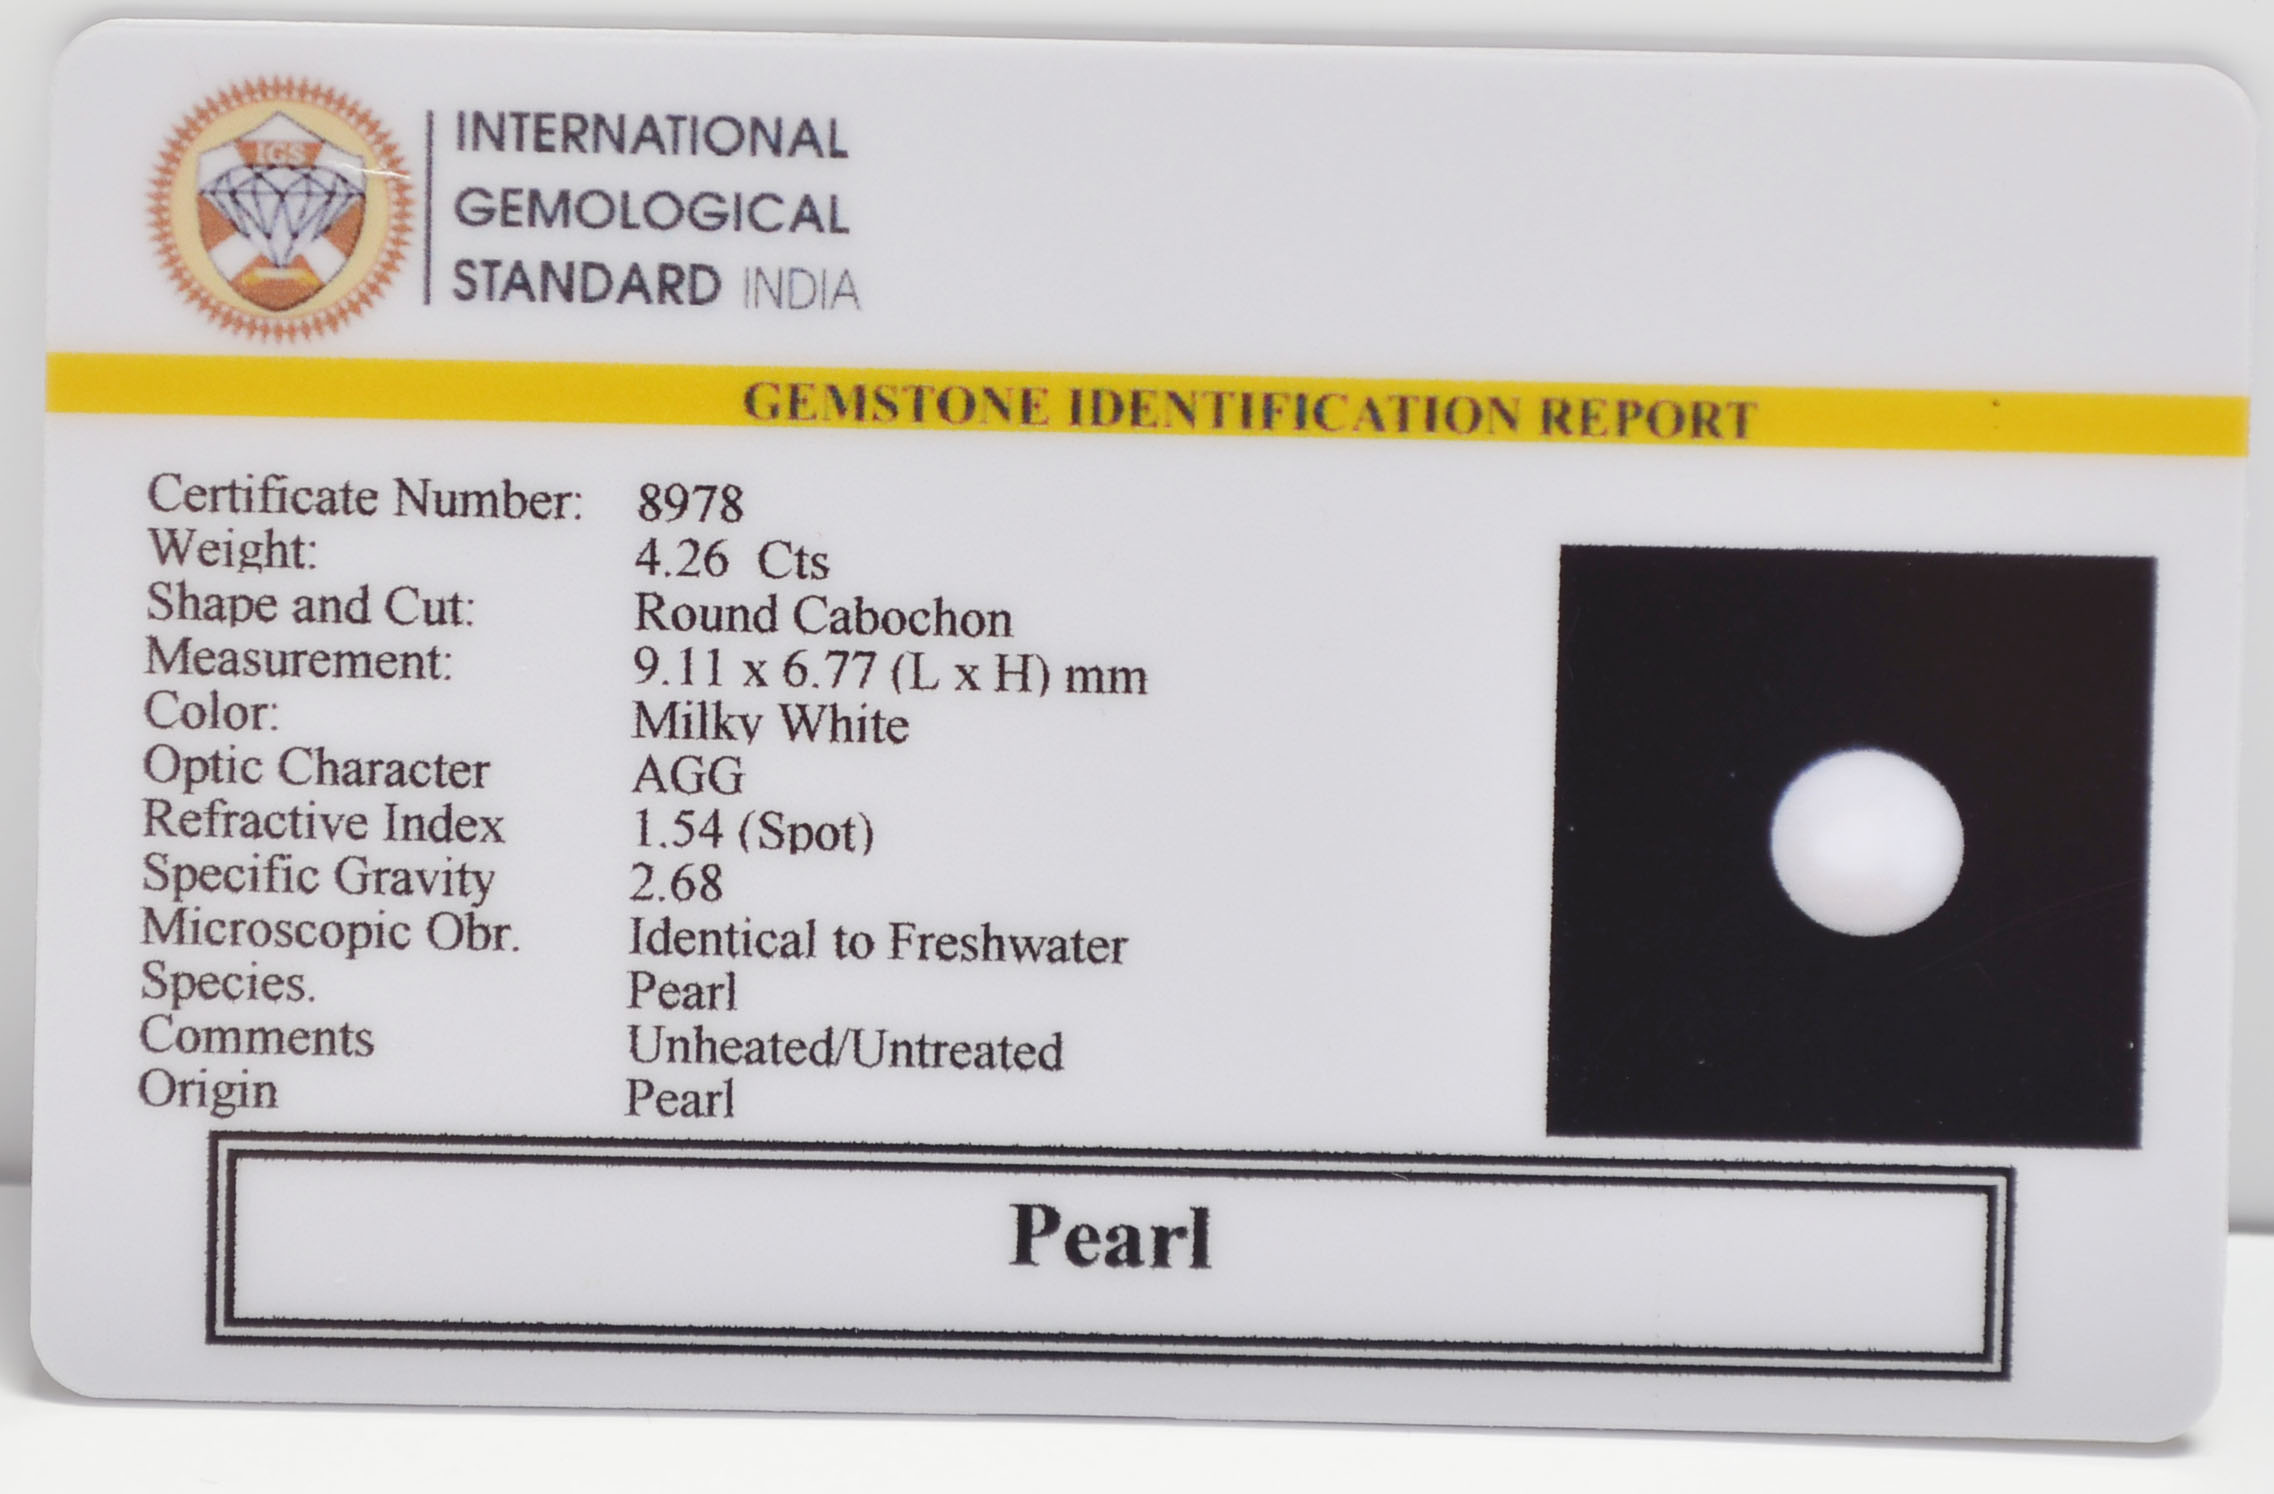 IGS
INTERNATIONAL
GEMOLOGICAL
STANDARD INDIA
GEMSTONE IDENTIFICATION REPORT
Certificate Number: 8978
Weight: 4.26 Cts
Shape and Cut: Round Cabochon
Measurement: 9.11 x 6.77 (L x H) mm
Color: Milky White
Optic Character AGG
Refractive Index 1.54 (Spot)
Specific Gravity 2.68
Microscopic Obr. Identical to Freshwater
Species. Pearl
Comments Unheated/Untreated
Origin Pearl
Pearl